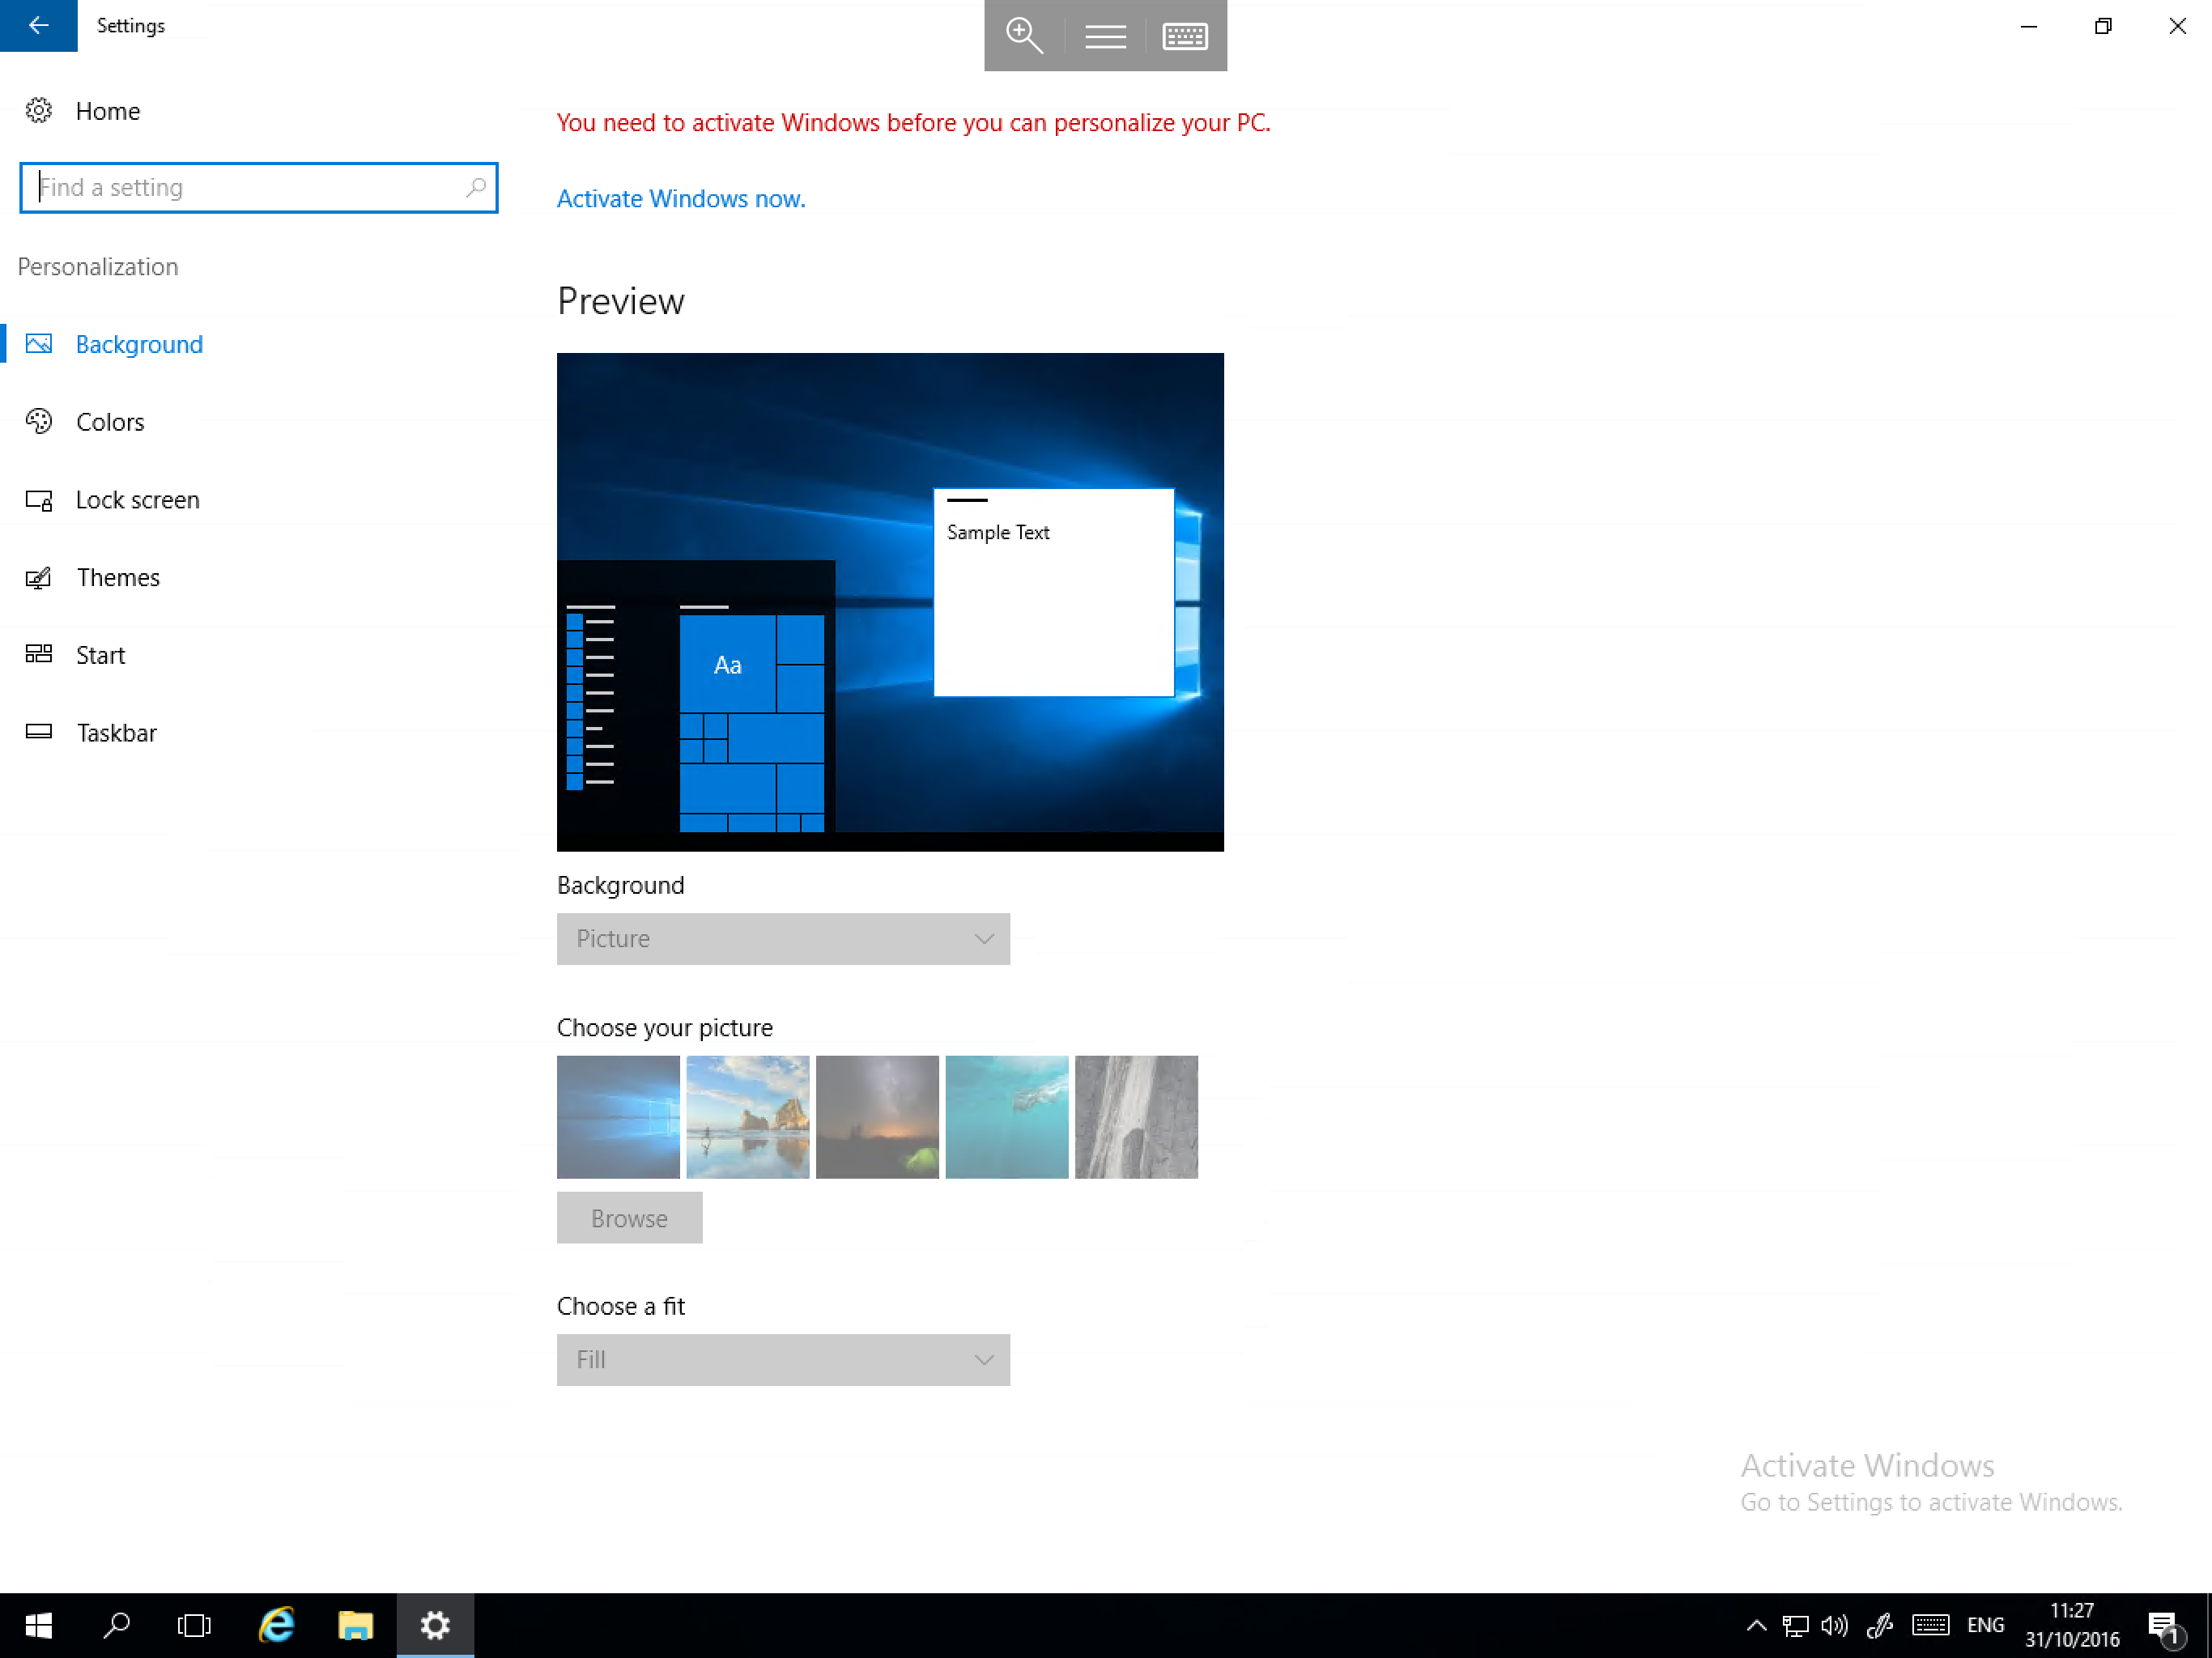 Settings
Home
Find a setting
Personalization
Background
Colors
Lock screen
Themes
Start
Taskbar
You need to activate Windows before you can personalize your PC.
Activate Windows now.
Preview
Sample Text
Aa
Background
Picture
Choose your picture
Browse
Choose a fit
Fill
Activate Windows
Go to Settings to activate Windows.
ENG
11:27
31/10/2016
1